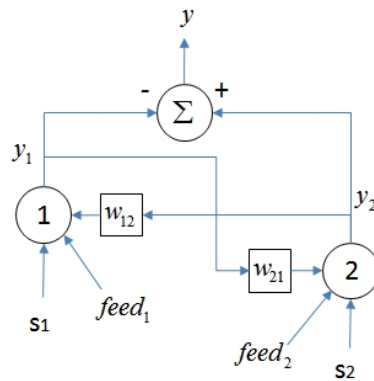 y
- Σ +
y₁
y₂
1 w₁₂
w₂₁ 2
s1 feed₁
feed₂ s2